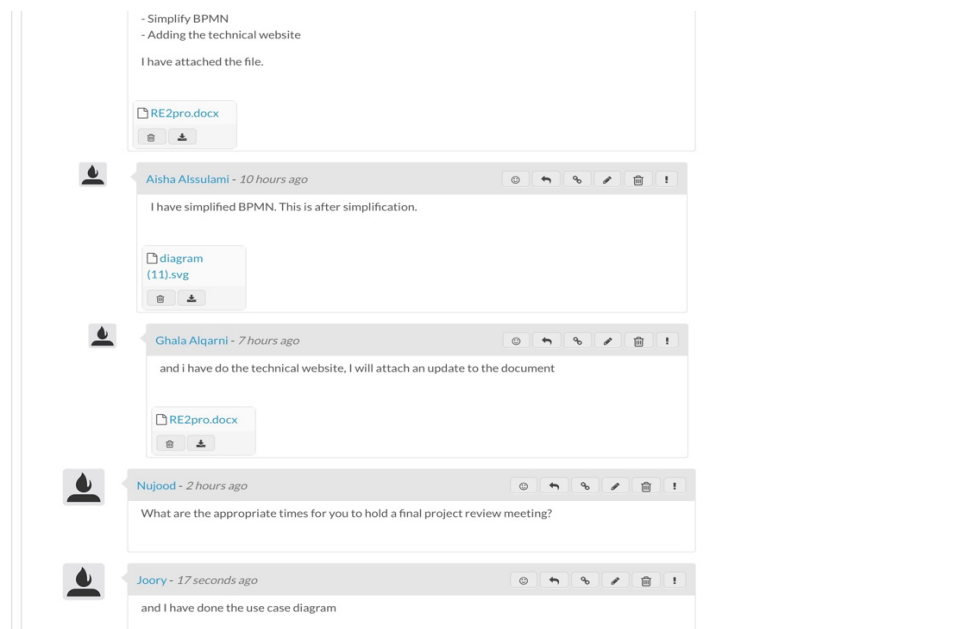 - Simplify BPMN
- Adding the technical website
I have attached the file.
RE2pro.docx
Aisha Alssulami - 10 hours ago
I have simplified BPMN. This is after simplification.
diagram
(11).svg
Ghala Alqarni - 7 hours ago
and i have do the technical website, I will attach an update to the document
RE2pro.docx
Nujood - 2 hours ago
What are the appropriate times for you to hold a final project review meeting?
Joory - 17 seconds ago
and I have done the use case diagram